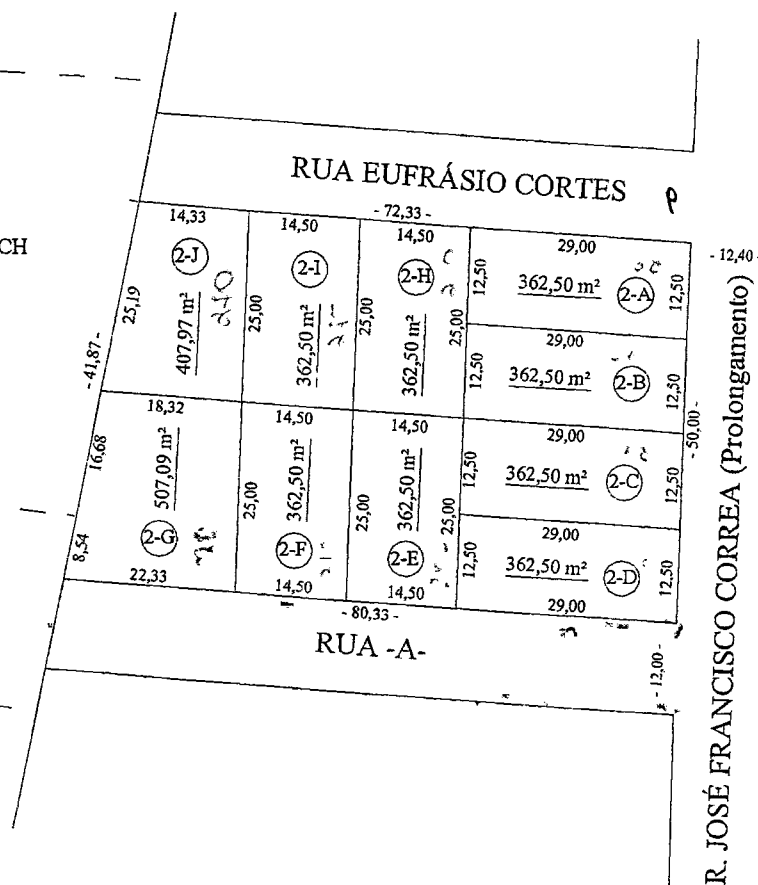 RUA EUFRÁSIO CORTES
P
CH
- 72,33 -
- 12,40 -
14,33
14,50
14,50
29,00
2-J
2-I
2-H
2-A
362,50 m²
12,50
12,50
25,19
407,97 m²
210
25,00
362,50 m²
25,00
362,50 m²
25,00
29,00
2-B
362,50 m²
12,50
12,50
- 41,87 -
- 50,00 -
18,32
14,50
14,50
29,00
16,68
507,09 m²
25,00
362,50 m²
25,00
362,50 m²
25,00
12,50
362,50 m²
2-C
12,50
8,54
2-G
2-F
2-E
29,00
12,50
362,50 m²
2-D
12,50
22,33
14,50
14,50
29,00
- 80,33 -
RUA -A-
- 12,00 -
R. JOSÉ FRANCISCO CORREA (Prolongamento)